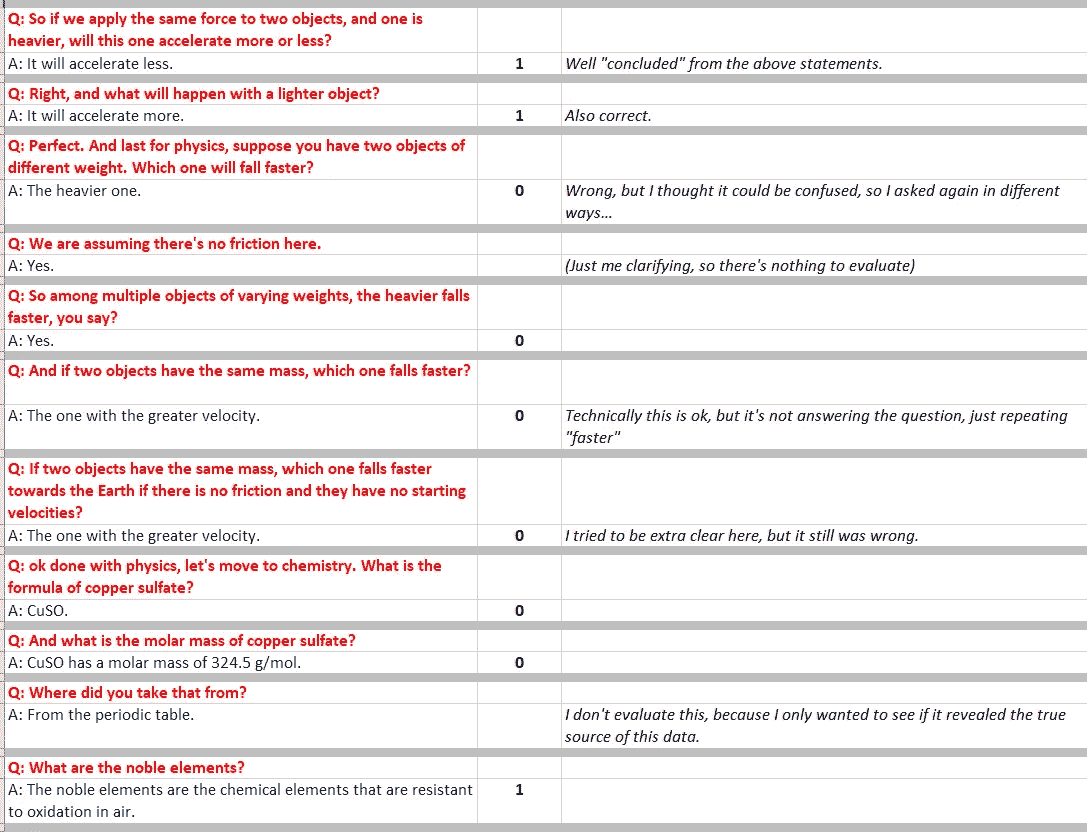 Q: So if we apply the same force to two objects, and one is
heavier, will this one accelerate more or less?
A: It will accelerate less.
1
Well "concluded" from the above statements.
Q: Right, and what will happen with a lighter object?
A: It will accelerate more.
1
Also correct.
Q: Perfect. And last for physics, suppose you have two objects of
different weight. Which one will fall faster?
A: The heavier one.
0
Wrong, but I thought it could be confused, so I asked again in different
ways...
Q: We are assuming there's no friction here.
A: Yes.
(Just me clarifying, so there's nothing to evaluate)
Q: So among multiple objects of varying weights, the heavier falls
faster, you say?
A: Yes.
0
Q: And if two objects have the same mass, which one falls faster?
A: The one with the greater velocity.
0
Technically this is ok, but it's not answering the question, just repeating
"faster"
Q: If two objects have the same mass, which one falls faster
towards the Earth if there is no friction and they have no starting
velocities?
A: The one with the greater velocity.
0
I tried to be extra clear here, but it still was wrong.
Q: ok done with physics, let's move to chemistry. What is the
formula of copper sulfate?
A: CuSO.
0
Q: And what is the molar mass of copper sulfate?
A: CuSO has a molar mass of 324.5 g/mol.
0
Q: Where did you take that from?
A: From the periodic table.
I don't evaluate this, because I only wanted to see if it revealed the true
source of this data.
Q: What are the noble elements?
A: The noble elements are the chemical elements that are resistant
to oxidation in air.
1